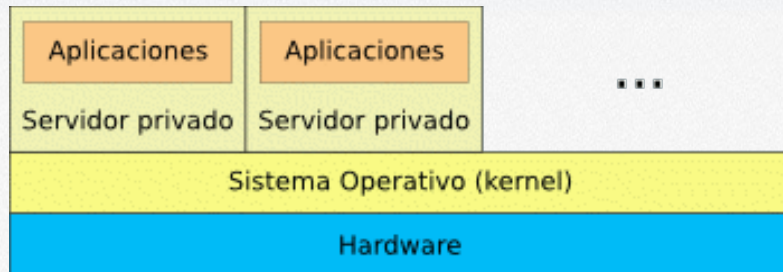 Aplicaciones Aplicaciones
...
Servidor privado Servidor privado
Sistema Operativo (kernel)
Hardware